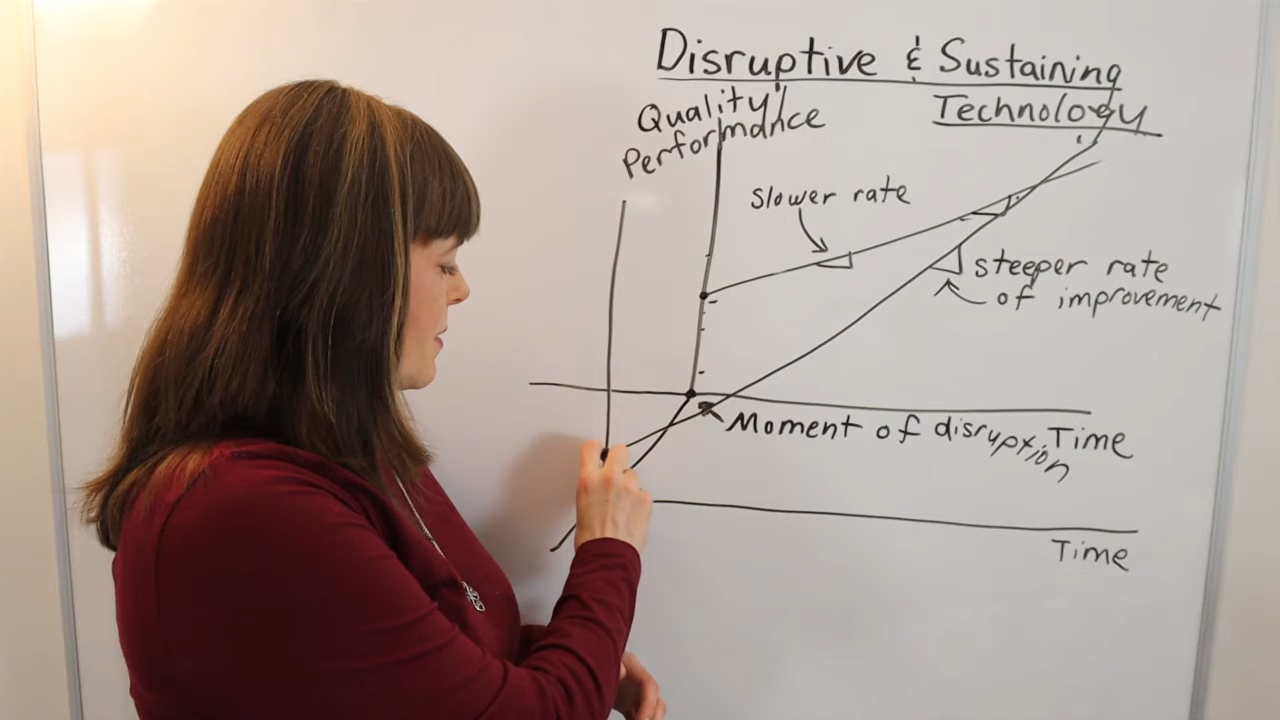 Disruptive & Sustaining
Technology
Quality/
Performance
Slower rate
steeper rate
of improvement
Moment of disruption
Time
Time